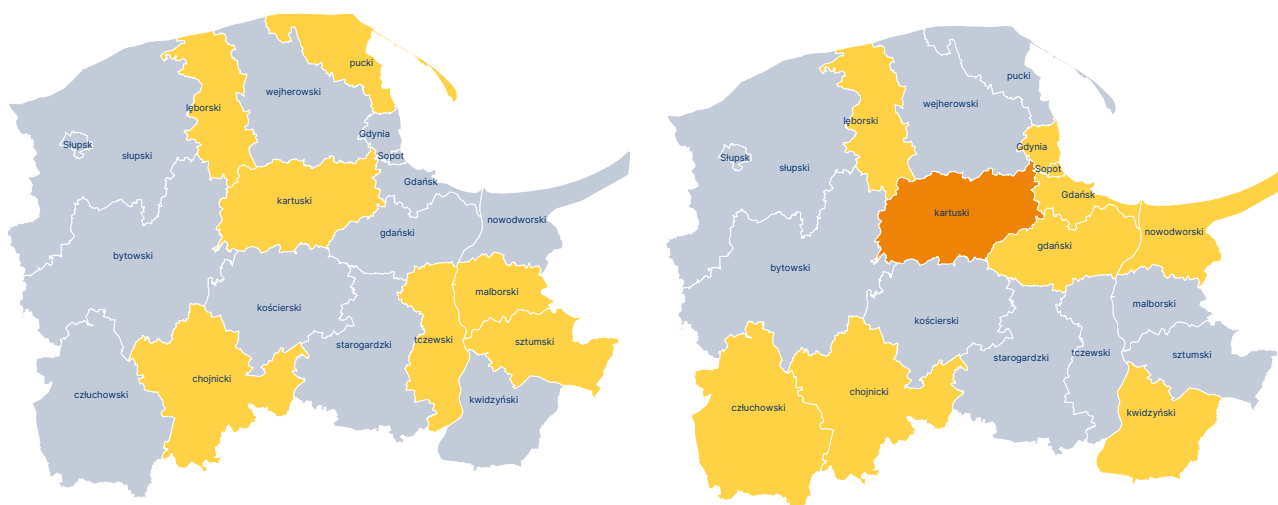 pucki
wejherowski
lęborski
Gdynia
Słupsk
słupski
Sopot
Gdańsk
kartuski
nowodworski
gdański
bytowski
malborski
kościerski
tczewski
sztumski
starogardzki
chojnicki
człuchowski
kwidzyński
pucki
wejherowski
lęborski
Gdynia
Słupsk
słupski
Sopot
Gdańsk
kartuski
nowodworski
gdański
bytowski
malborski
kościerski
tczewski
sztumski
starogardzki
chojnicki
człuchowski
kwidzyński